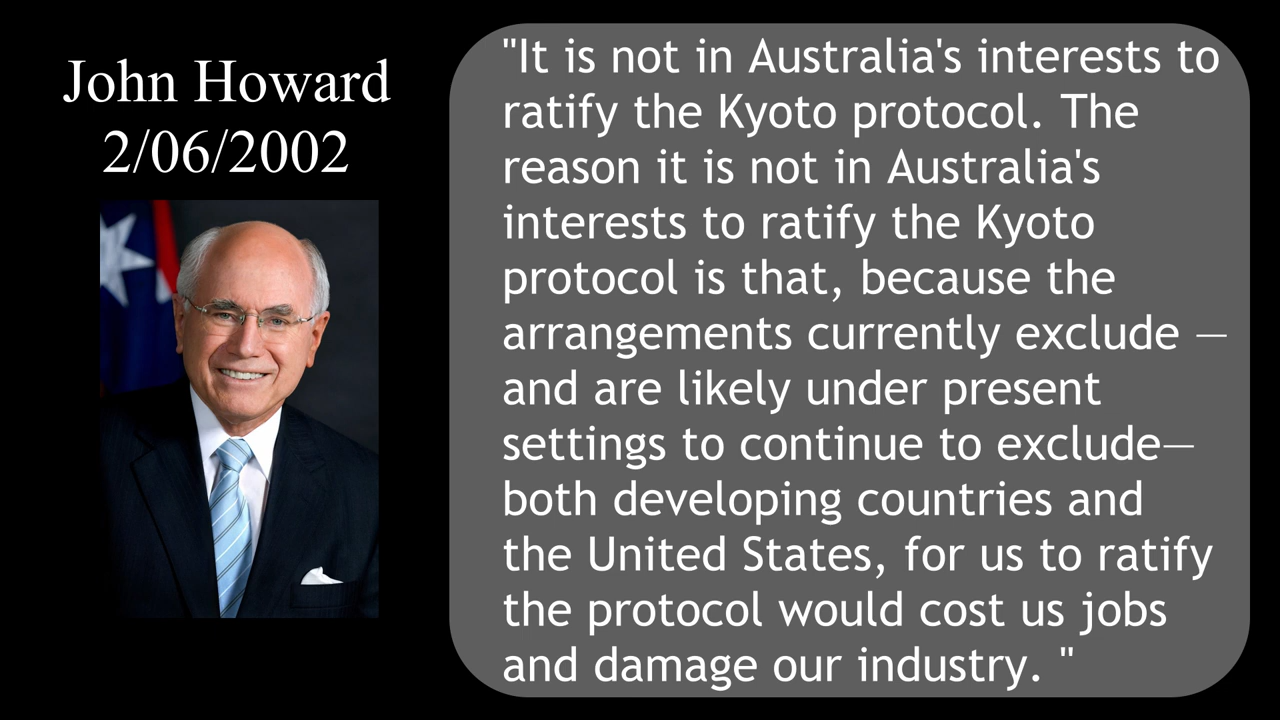 John Howard
2/06/2002
"It is not in Australia's interests to
ratify the Kyoto protocol. The
reason it is not in Australia's
interests to ratify the Kyoto
protocol is that, because the
arrangements currently exclude —
and are likely under present
settings to continue to exclude—
both developing countries and
the United States, for us to ratify
the protocol would cost us jobs
and damage our industry. "